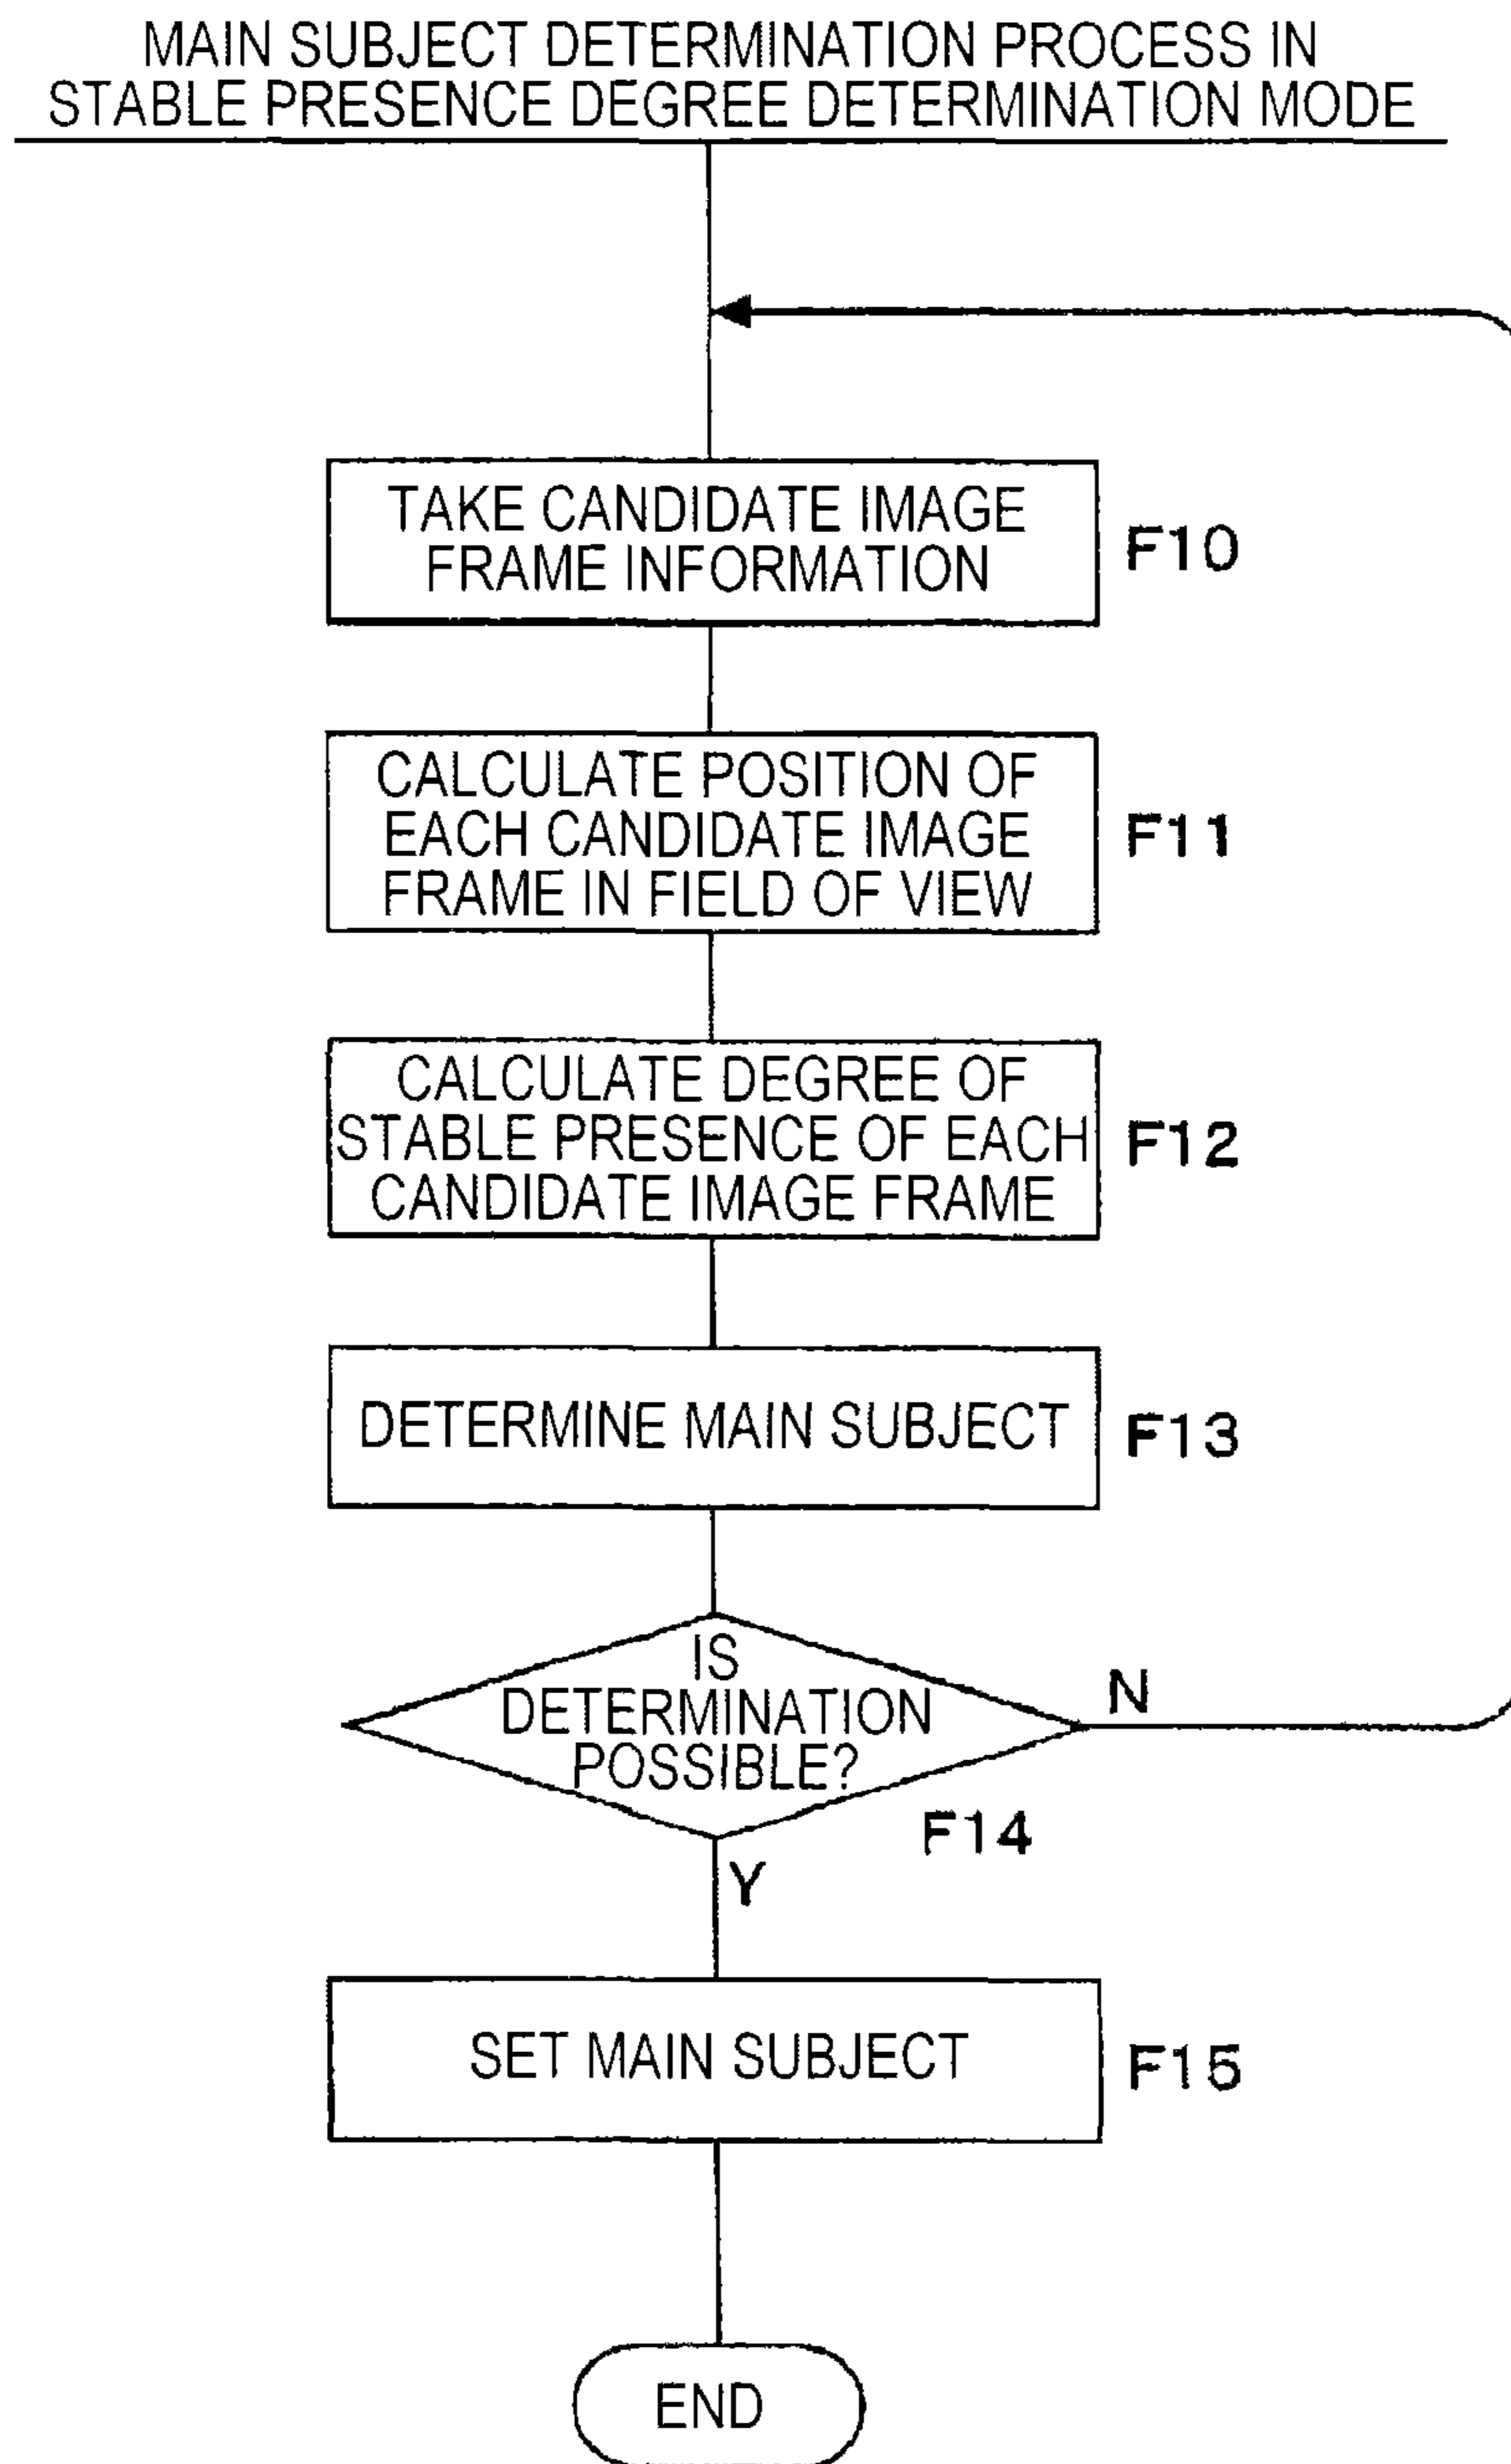 MAIN SUBJECT DETERMINATION PROCESS IN
STABLE PRESENCE DEGREE DETERMINATION MODE
TAKE CANDIDATE IMAGE
FRAME INFORMATION
F10
CALCULATE POSITION OF
EACH CANDIDATE IMAGE
FRAME IN FIELD OF VIEW
F11
CALCULATE DEGREE OF
STABLE PRESENCE OF EACH
CANDIDATE IMAGE FRAME
F12
DETERMINE MAIN SUBJECT
F13
IS
DETERMINATION
POSSIBLE?
N
F14
Y
SET MAIN SUBJECT
F15
END